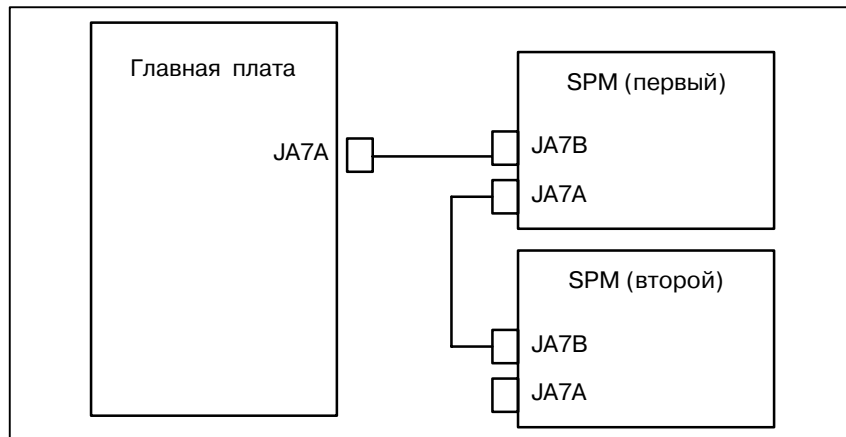 Главная плата
JA7A
SPM (первый)
JA7B
JA7A
SPM (второй)
JA7B
JA7A